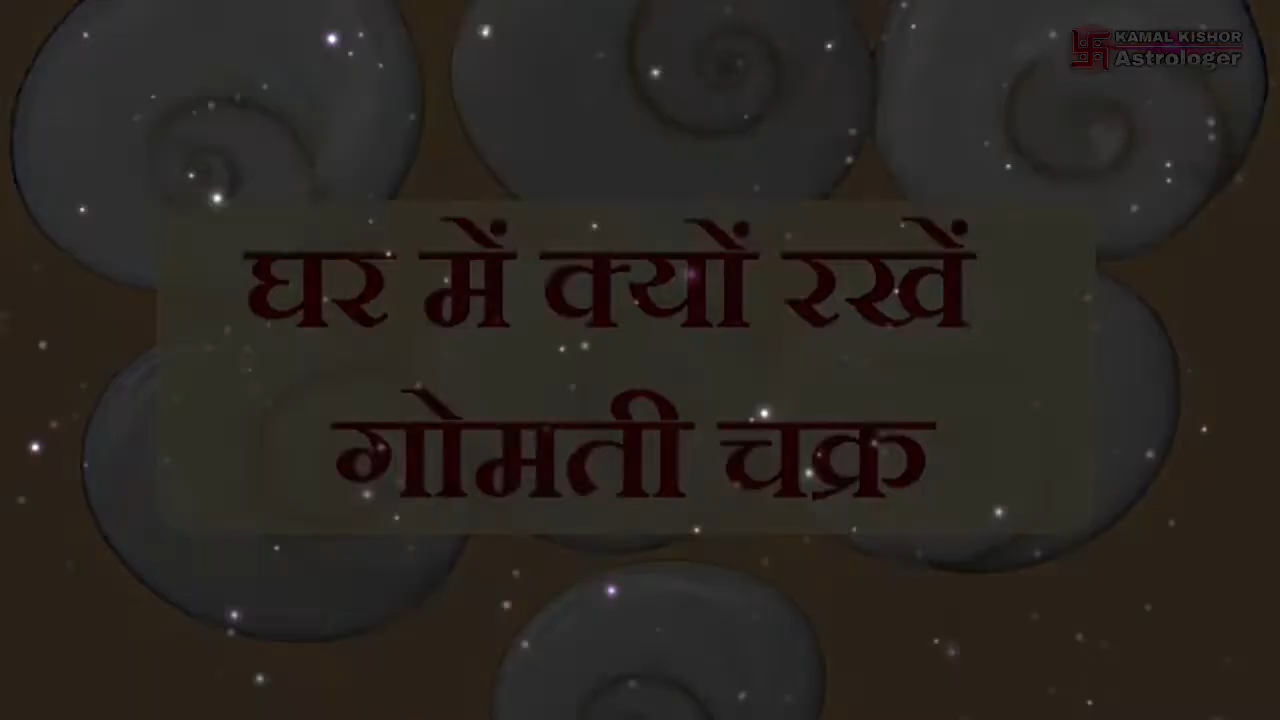 KAMAL KISHOR
Astrologer
घर में क्यों रखें
गोमती चक्र